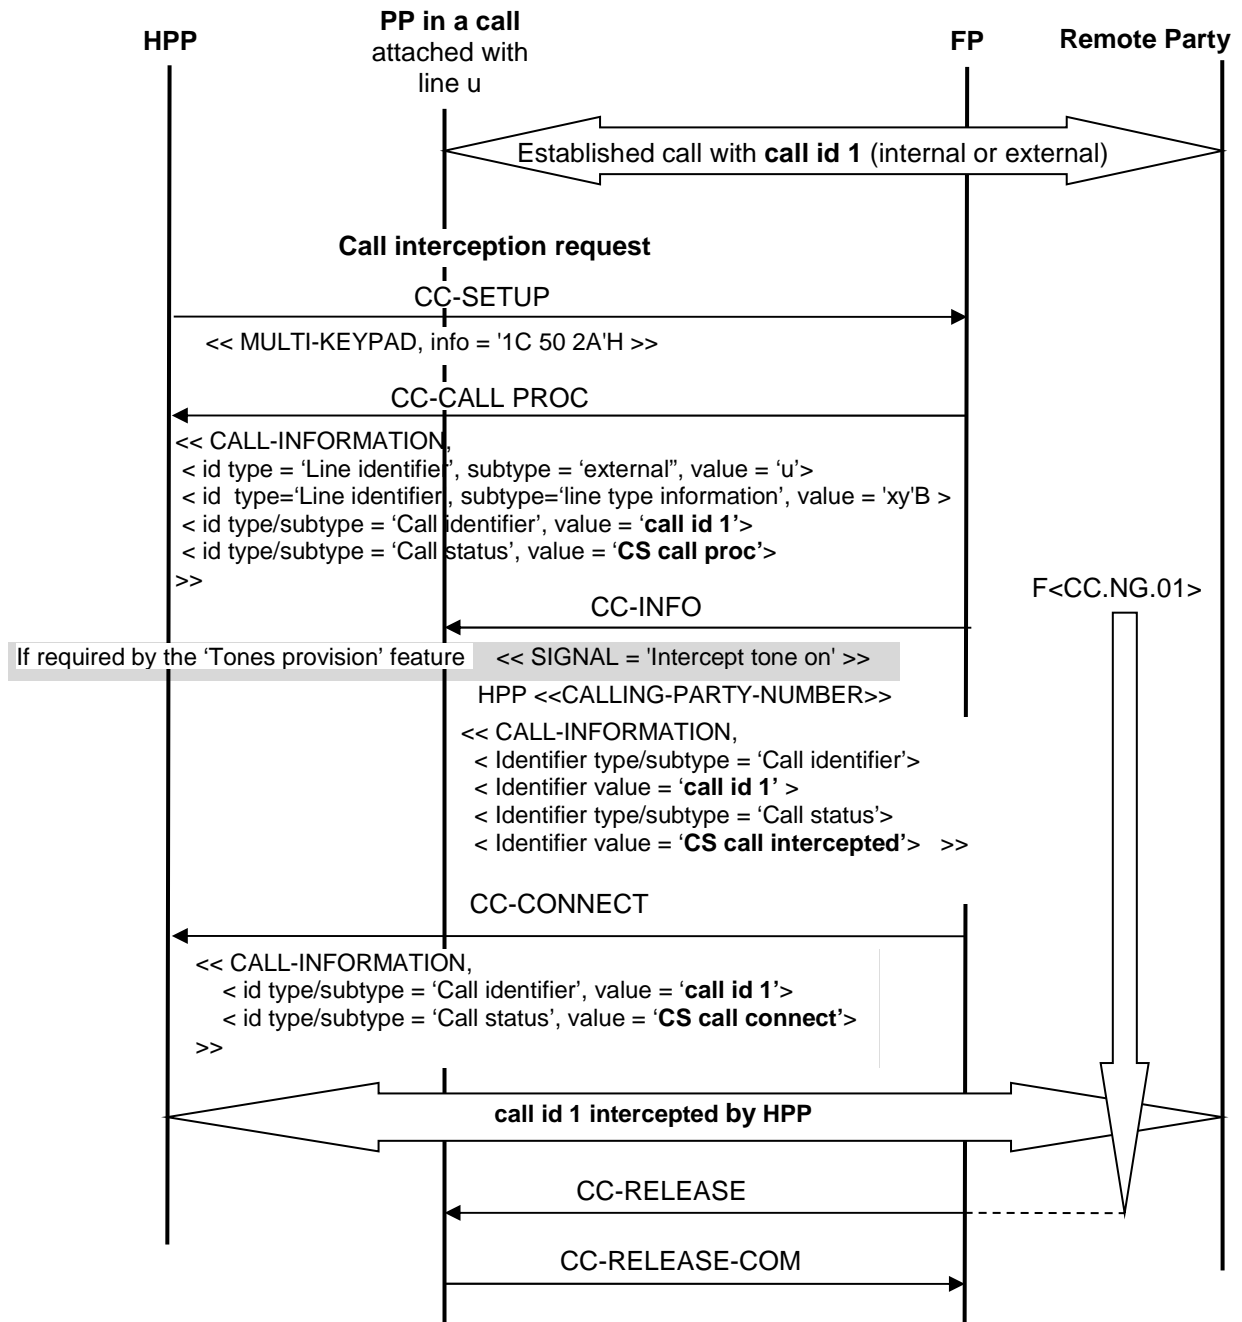 HPP
PP in a call
attached with
line u
FP
Remote Party
Established call with call id 1 (internal or external)
Call interception request
CC-SETUP
<< MULTI-KEYPAD, info = '1C 50 2A'H >>
CC-CALL PROC
<< CALL-INFORMATION,
< id type = ‘Line identifier’, subtype = ‘external”, value = ‘u’>
< id type=‘Line identifier’, subtype=‘line type information’, value = 'xy'B >
< id type/subtype = ‘Call identifier’, value = ‘call id 1’>
< id type/subtype = ‘Call status’, value = ‘CS call proc’>
>>
F<CC.NG.01>
CC-INFO
If required by the ‘Tones provision’ feature << SIGNAL = 'Intercept tone on' >>
HPP <<CALLING-PARTY-NUMBER>>
<< CALL-INFORMATION,
< Identifier type/subtype = ‘Call identifier’>
< Identifier value = ‘call id 1’ >
< Identifier type/subtype = ‘Call status’>
< Identifier value = ‘CS call intercepted’> >>
CC-CONNECT
<< CALL-INFORMATION,
< id type/subtype = ‘Call identifier’, value = ‘call id 1’>
< id type/subtype = ‘Call status’, value = ‘CS call connect’>
>>
call id 1 intercepted by HPP
CC-RELEASE
CC-RELEASE-COM